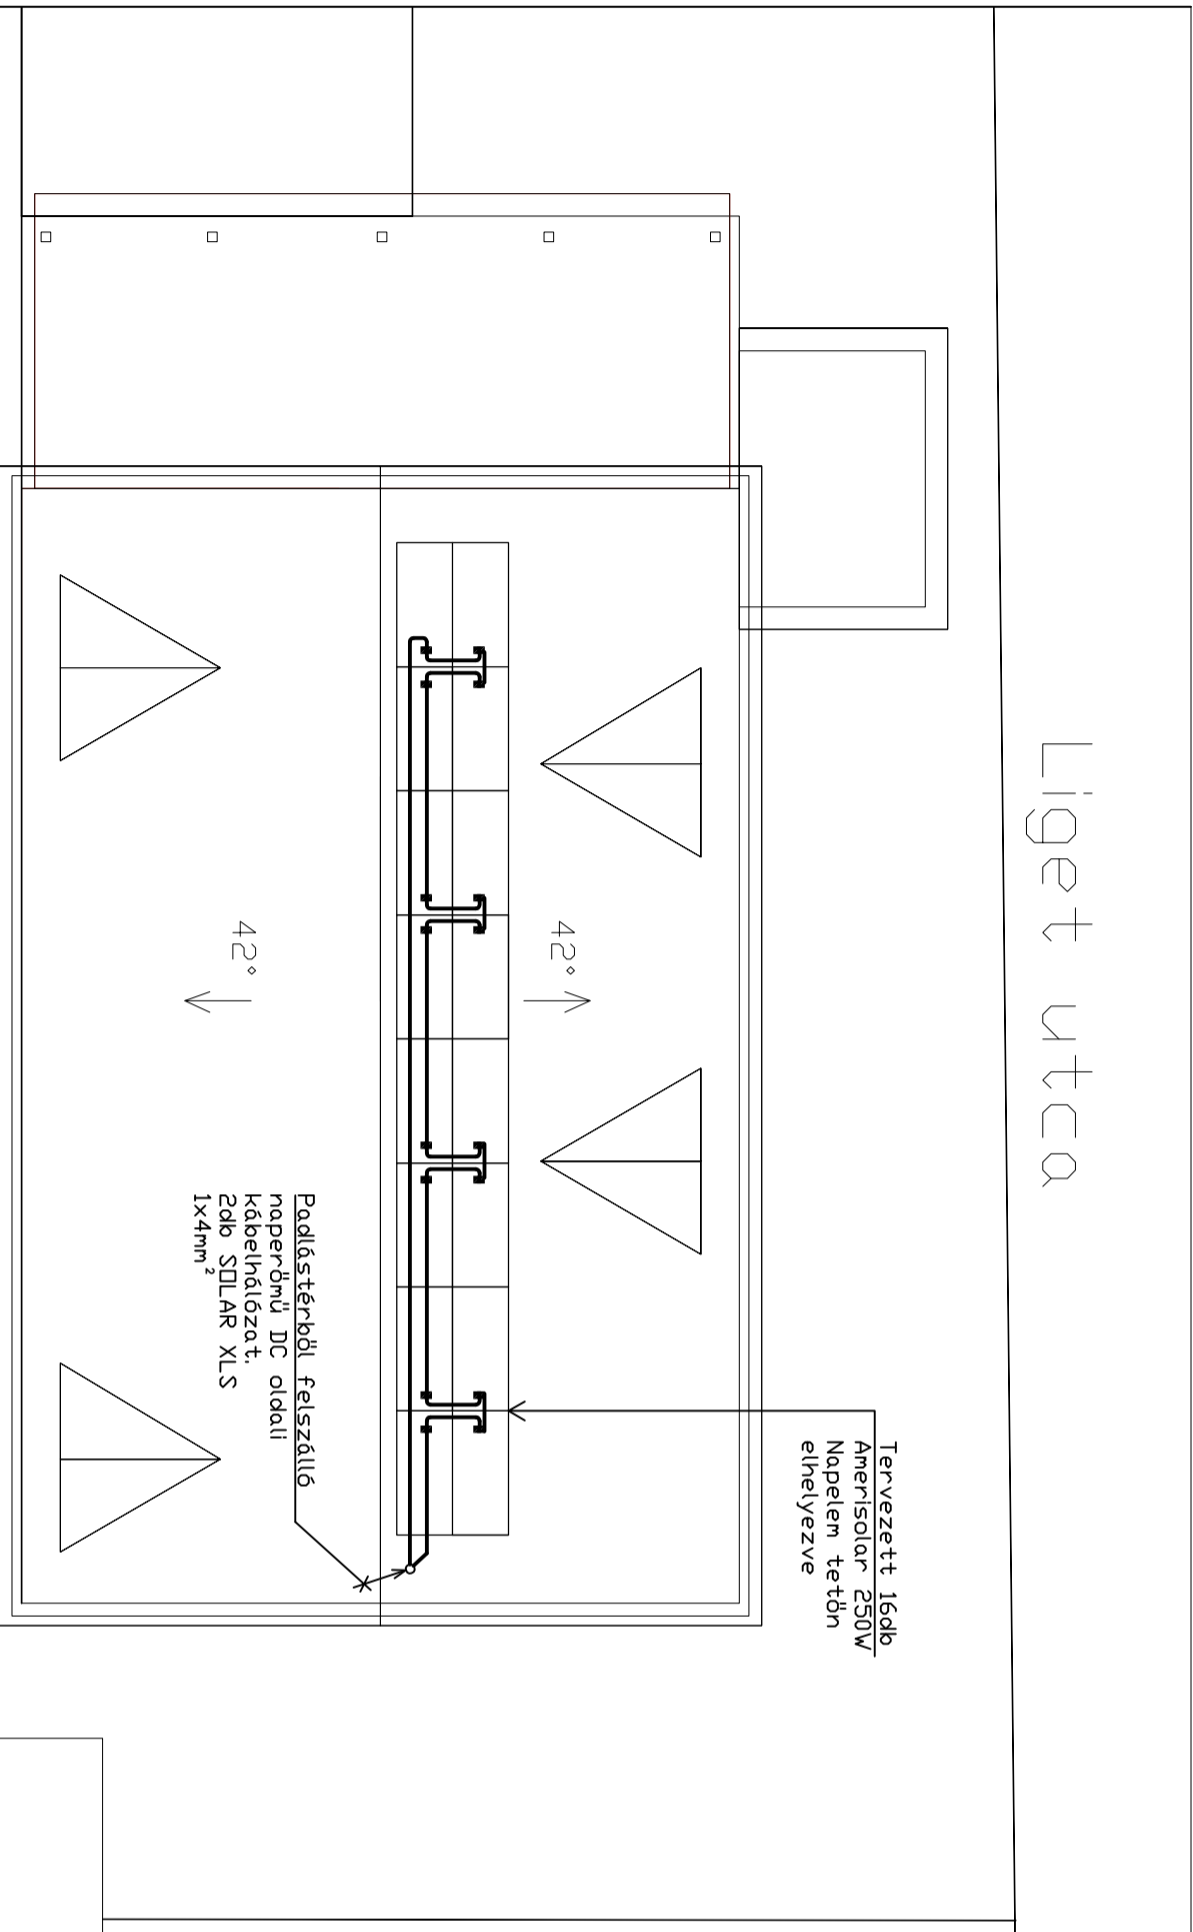 Liget utca
Tervezett 16db
Amerisolar 250W
Napelem tetőn
elhelyezve
42°
42°
Padlástérből felszálló
naperőmű DC oldali
kábelhálózat.
2db SOLAR XLS
1x4mm²